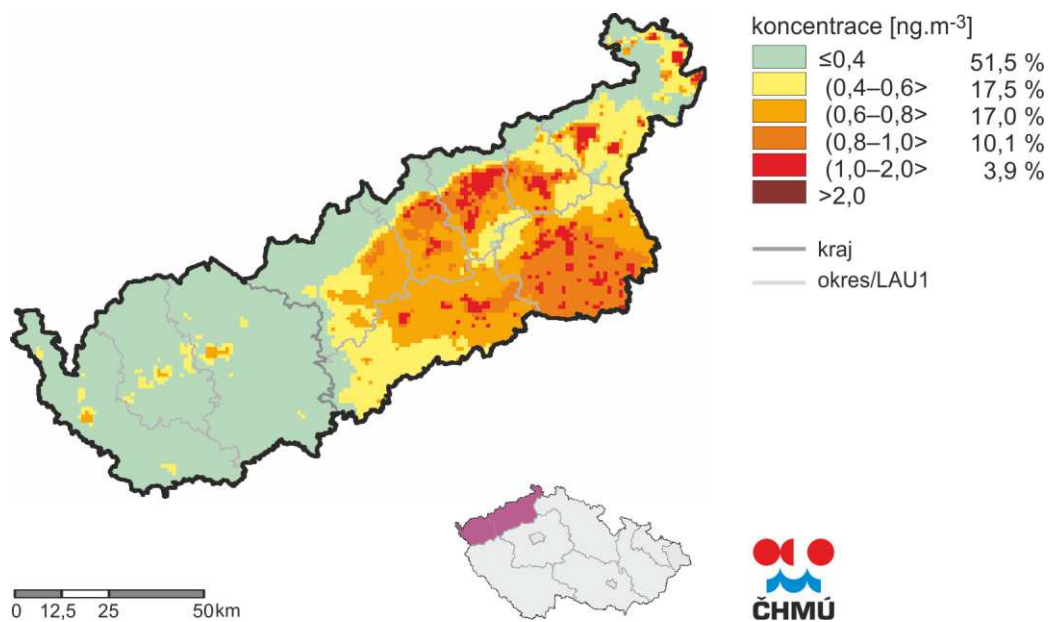 koncentrace [ng.m-3]
≤0,4 51,5 %
(0,4–0,6> 17,5 %
(0,6–0,8> 17,0 %
(0,8–1,0> 10,1 %
(1,0–2,0> 3,9 %
>2,0
kraj
okres/LAU1
0 12,5 25 50 km
ČHMÚ